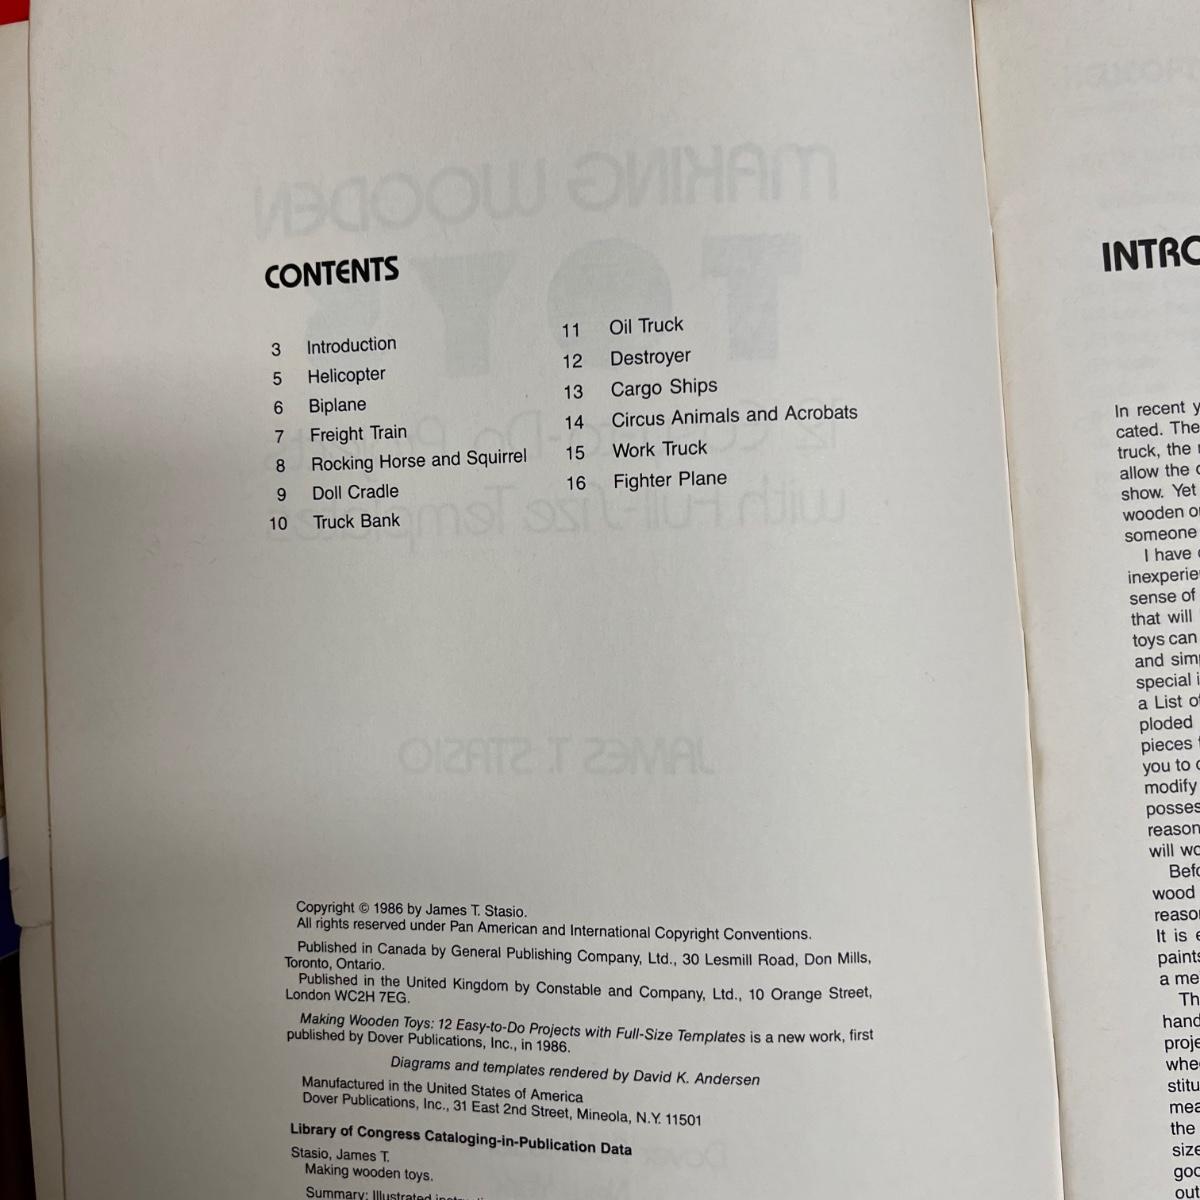 CONTENTS
3 Introduction
5 Helicopter
6 Biplane
7 Freight Train
8 Rocking Horse and Squirrel
9 Doll Cradle
10 Truck Bank
11 Oil Truck
12 Destroyer
13 Cargo Ships
14 Circus Animals and Acrobats
15 Work Truck
16 Fighter Plane
MAKING WOODEN
TOYS
JAMES T. STASIO
Copyright © 1986 by James T. Stasio.
All rights reserved under Pan American and International Copyright Conventions.
Published in Canada by General Publishing Company, Ltd., 30 Lesmill Road, Don Mills,
Toronto, Ontario.
Published in the United Kingdom by Constable and Company, Ltd., 10 Orange Street,
London WC2H 7EG.
Making Wooden Toys: 12 Easy-to-Do Projects with Full-Size Templates is a new work, first
published by Dover Publications, Inc., in 1986.
Diagrams and templates rendered by David K. Andersen
Manufactured in the United States of America
Dover Publications, Inc., 31 East 2nd Street, Mineola, N.Y. 11501
Library of Congress Cataloging-in-Publication Data
Stasio, James T.
Making wooden toys.
Summary: Illustrated
INTRO
In recent y
cated. The
truck, the
allow the
show. Yet
wooden o
someone
I have
inexperie
sense of
that will
toys can
and sim
special i
a List o
ploded
pieces
you to
modify
posses
reason
will wo
Befo
wood
reaso
It is e
paints
a me
Th
hand
proje
whe
stitu
mea
the
size
goo
out